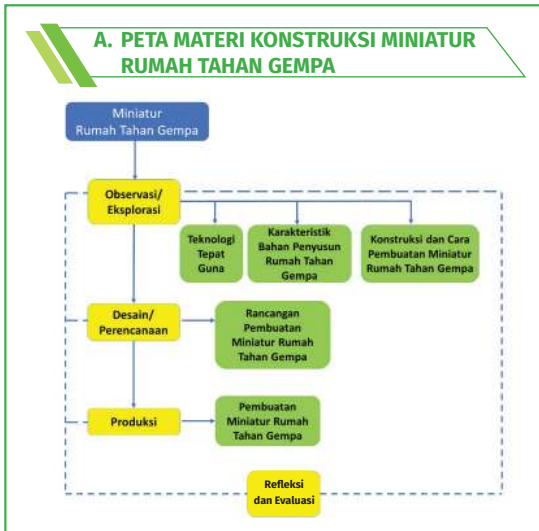 A. PETA MATERI KONSTRUKSI MINIATUR
RUMAH TAHAN GEMPA
Miniatur
Rumah Tahan Gempa
Observasi/
Eksplorasi
Teknologi
Tepat
Guna
Karakteristik
Bahan Penyusun
Rumah Tahan
Gempa
Konstruksi dan Cara
Pembuatan Miniatur
Rumah Tahan Gempa
Desain/
Perencanaan
Rancangan
Pembuatan
Miniatur Rumah
Tahan Gempa
Produksi
Pembuatan
Miniatur Rumah
Tahan Gempa
Refleksi
dan Evaluasi